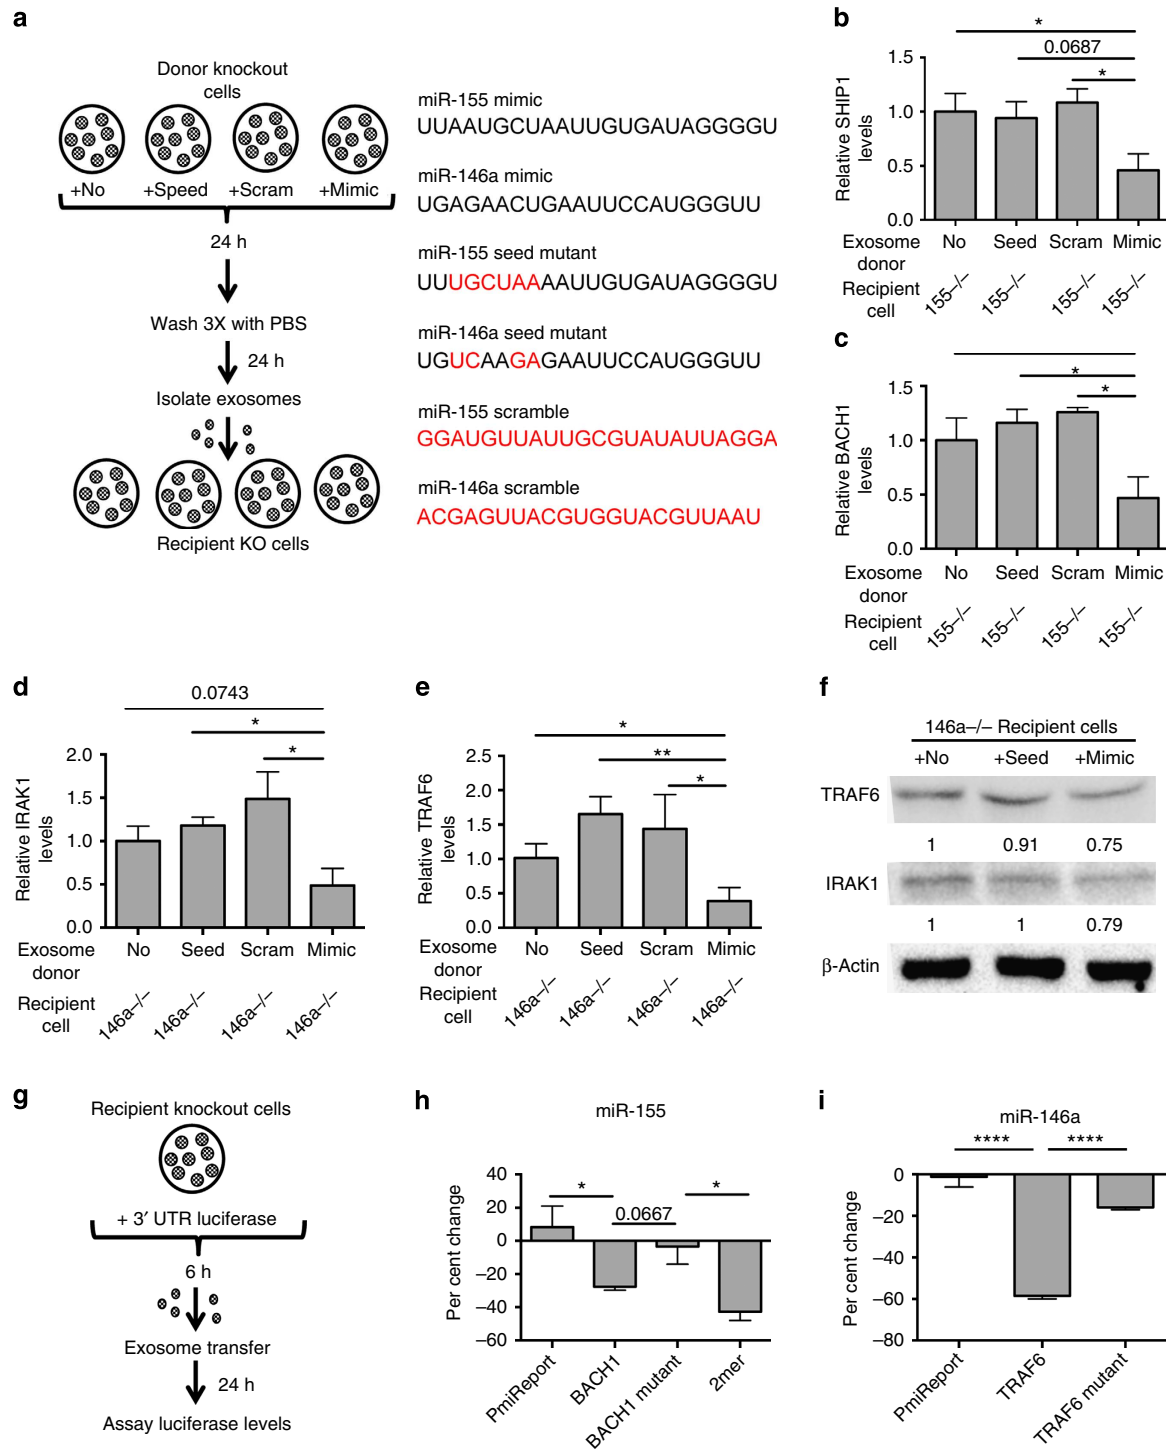 a
Donor knockout
cells
+No +Speed +Scram +Mimic
24 h
Wash 3X with PBS
24 h
Isolate exosomes
Recipient KO cells
miR-155 mimic
UUAAUGCUAAUUGUGAUAGGGGU
miR-146a mimic
UGAGAACUGAAUUCCAUGGGUU
miR-155 seed mutant
UUUGCUAAAAUUGUGAUAGGGGU
miR-146a seed mutant
UGUCAAGAGAAUUCCAUGGGUU
miR-155 scramble
GGAUGUUAUUGCGUAUAUUAGGA
miR-146a scramble
ACGAGUUACGUGGUACGUUAAU
b
*
0.0687
*
Relative SHIP1
levels
1.5
1.0
0.5
0.0
Exosome
donor
No Seed Scram Mimic
Recipient
cell
155–/– 155–/– 155–/– 155–/–
c
*
*
Relative BACH1
levels
1.5
1.0
0.5
0.0
Exosome
donor
No Seed Scram Mimic
Recipient
cell
155–/– 155–/– 155–/– 155–/–
d
0.0743
*
*
Relative IRAK1
levels
2.0
1.5
1.0
0.5
0.0
Exosome
donor
No Seed Scram Mimic
Recipient
cell
146a–/– 146a–/– 146a–/– 146a–/–
e
*
**
*
Relative TRAF6
levels
2.5
2.0
1.5
1.0
0.5
0.0
Exosome
donor
No Seed Scram Mimic
Recipient
cell
146a–/– 146a–/– 146a–/– 146a–/–
f
146a–/– Recipient cells
+No +Seed +Mimic
TRAF6
1 0.91 0.75
IRAK1
1 1 0.79
β-Actin
g
Recipient knockout cells
+ 3′ UTR luciferase
6 h
Exosome transfer
24 h
Assay luciferase levels
h
miR-155
*
0.0667
*
Per cent change
40
20
0
–20
–40
–60
PmiReport BACH1 BACH1 mutant 2mer
i
miR-146a
**** ****
Per cent change
0
–20
–40
–60
–80
PmiReport TRAF6 TRAF6 mutant